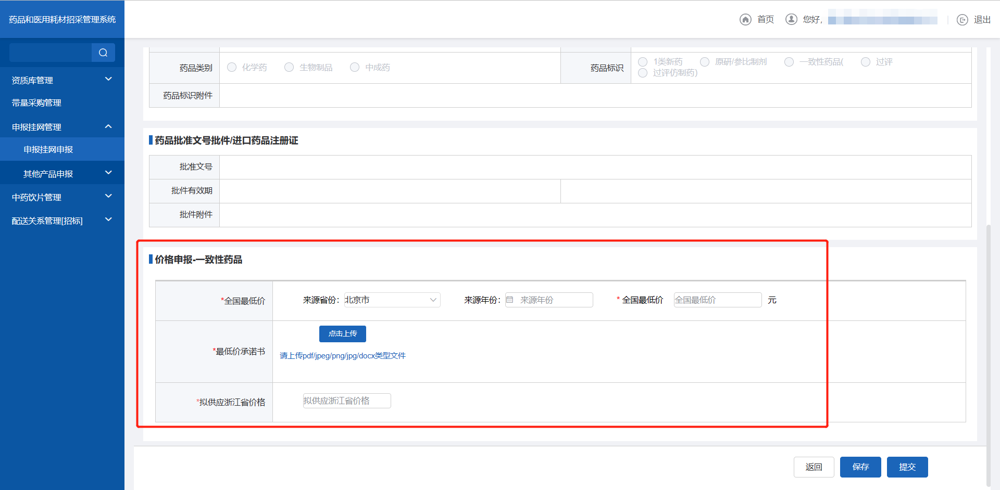 药品和医用耗材招采管理系统
首页
您好,
退出
资质库管理
带量采购管理
申报挂网管理
申报挂网申报
其他产品申报
中药饮片管理
配送关系管理[招标]
药品类别 化学药 生物制品 中成药 药品标识 1类新药 原研/参比制剂 一致性药品( 过评
过评仿制药)
药品标识附件
药品批准文号批件/进口药品注册证
批准文号
批件有效期
批件附件
价格申报-一致性药品
*全国最低价 来源省份: 北京市 来源年份: 来源年份 * 全国最低价 全国最低价 元
点击上传
*最低价承诺书
请上传pdf/jpeg/png/jpg/docx类型文件
*拟供应浙江省价格 拟供应浙江省价格
返回 保存 提交